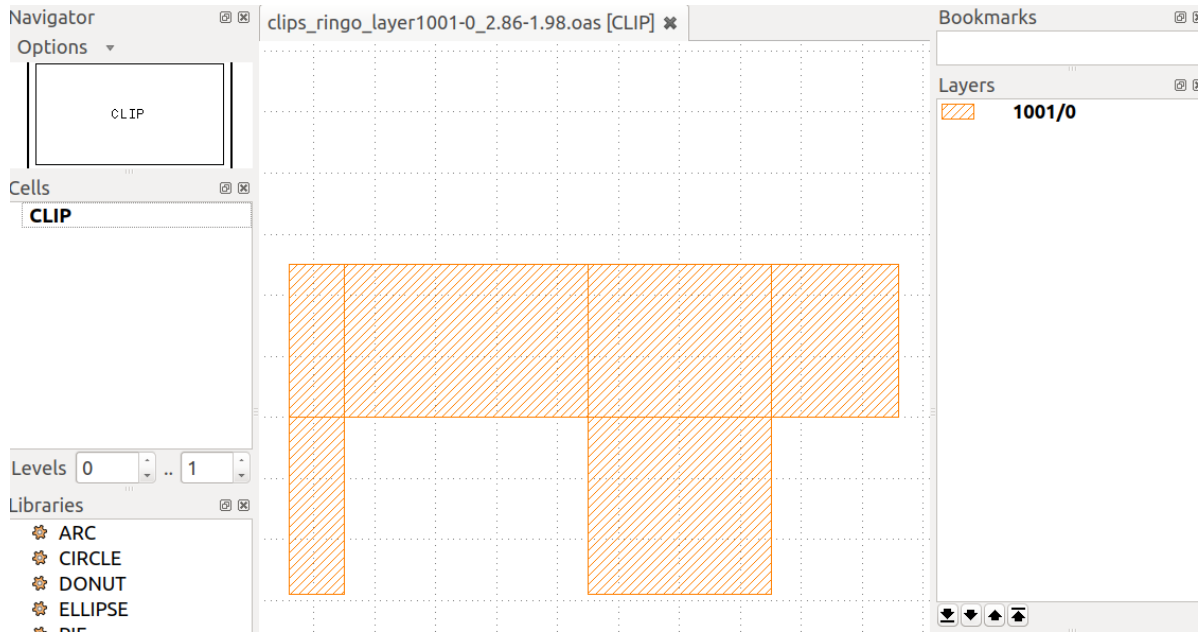 Navigator
Options
CLIP
Cells
CLIP
Levels 0 .. 1
Libraries
ARC
CIRCLE
DONUT
ELLIPSE
clips_ringo_layer1001-0_2.86-1.98.oas [CLIP]
Bookmarks
Layers
1001/0